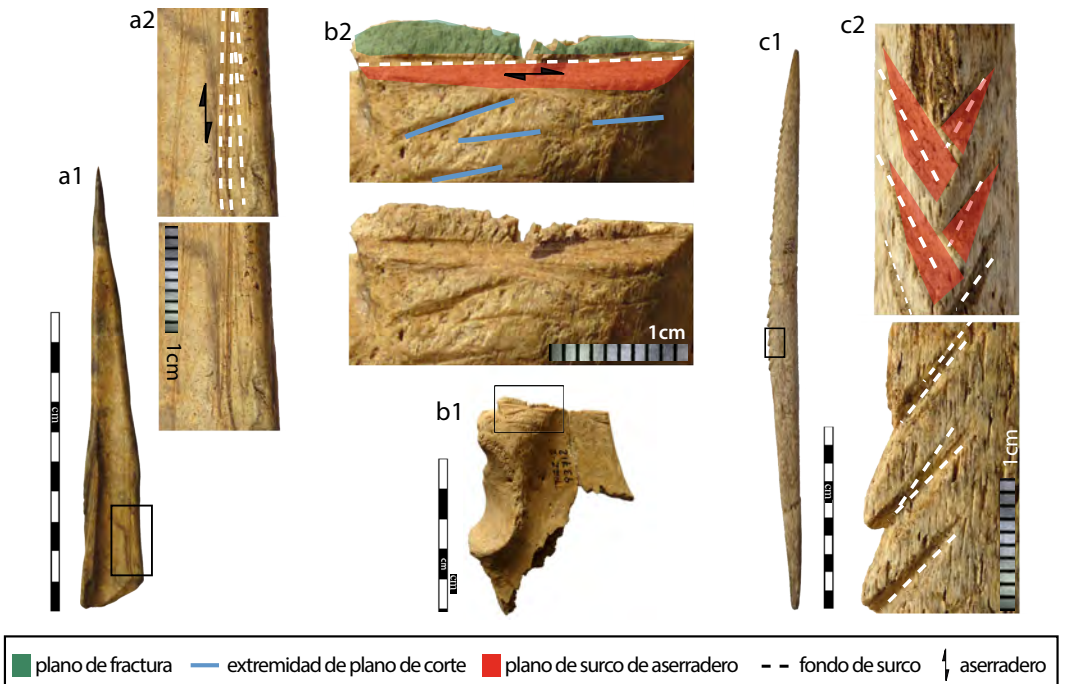 a1
a2
1cm
cm
b2
1cm
b1
cm
cm
c1
cm
c2
1cm
plano de fractura
extremidad de plano de corte
plano de surco de aserradero
fondo de surco
aserradero